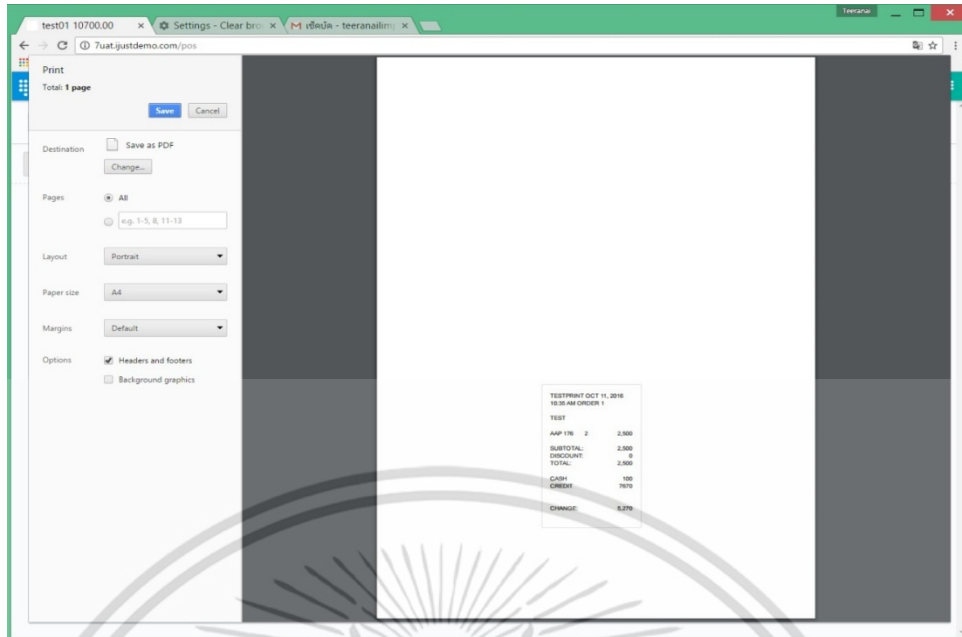 Teeranai
test01 10700.00
Settings - Clear bro
เช็คบัค - teeranailim
7uat.ijustdemo.com/pos
Print
Total: 1 page
Save Cancel
Destination Save as PDF
Change...
Pages All
e.g. 1-5, 8, 11-13
Layout Portrait
Paper size A4
Margins Default
Options Headers and footers
Background graphics
TESTPRINT OCT 11, 2016
10:35 AM ORDER 1
TEST
AAP 176 2 2,500
SUBTOTAL: 2,500
DISCOUNT: 0
TOTAL: 2,500
CASH 100
CREDIT 7670
CHANGE: 5,270